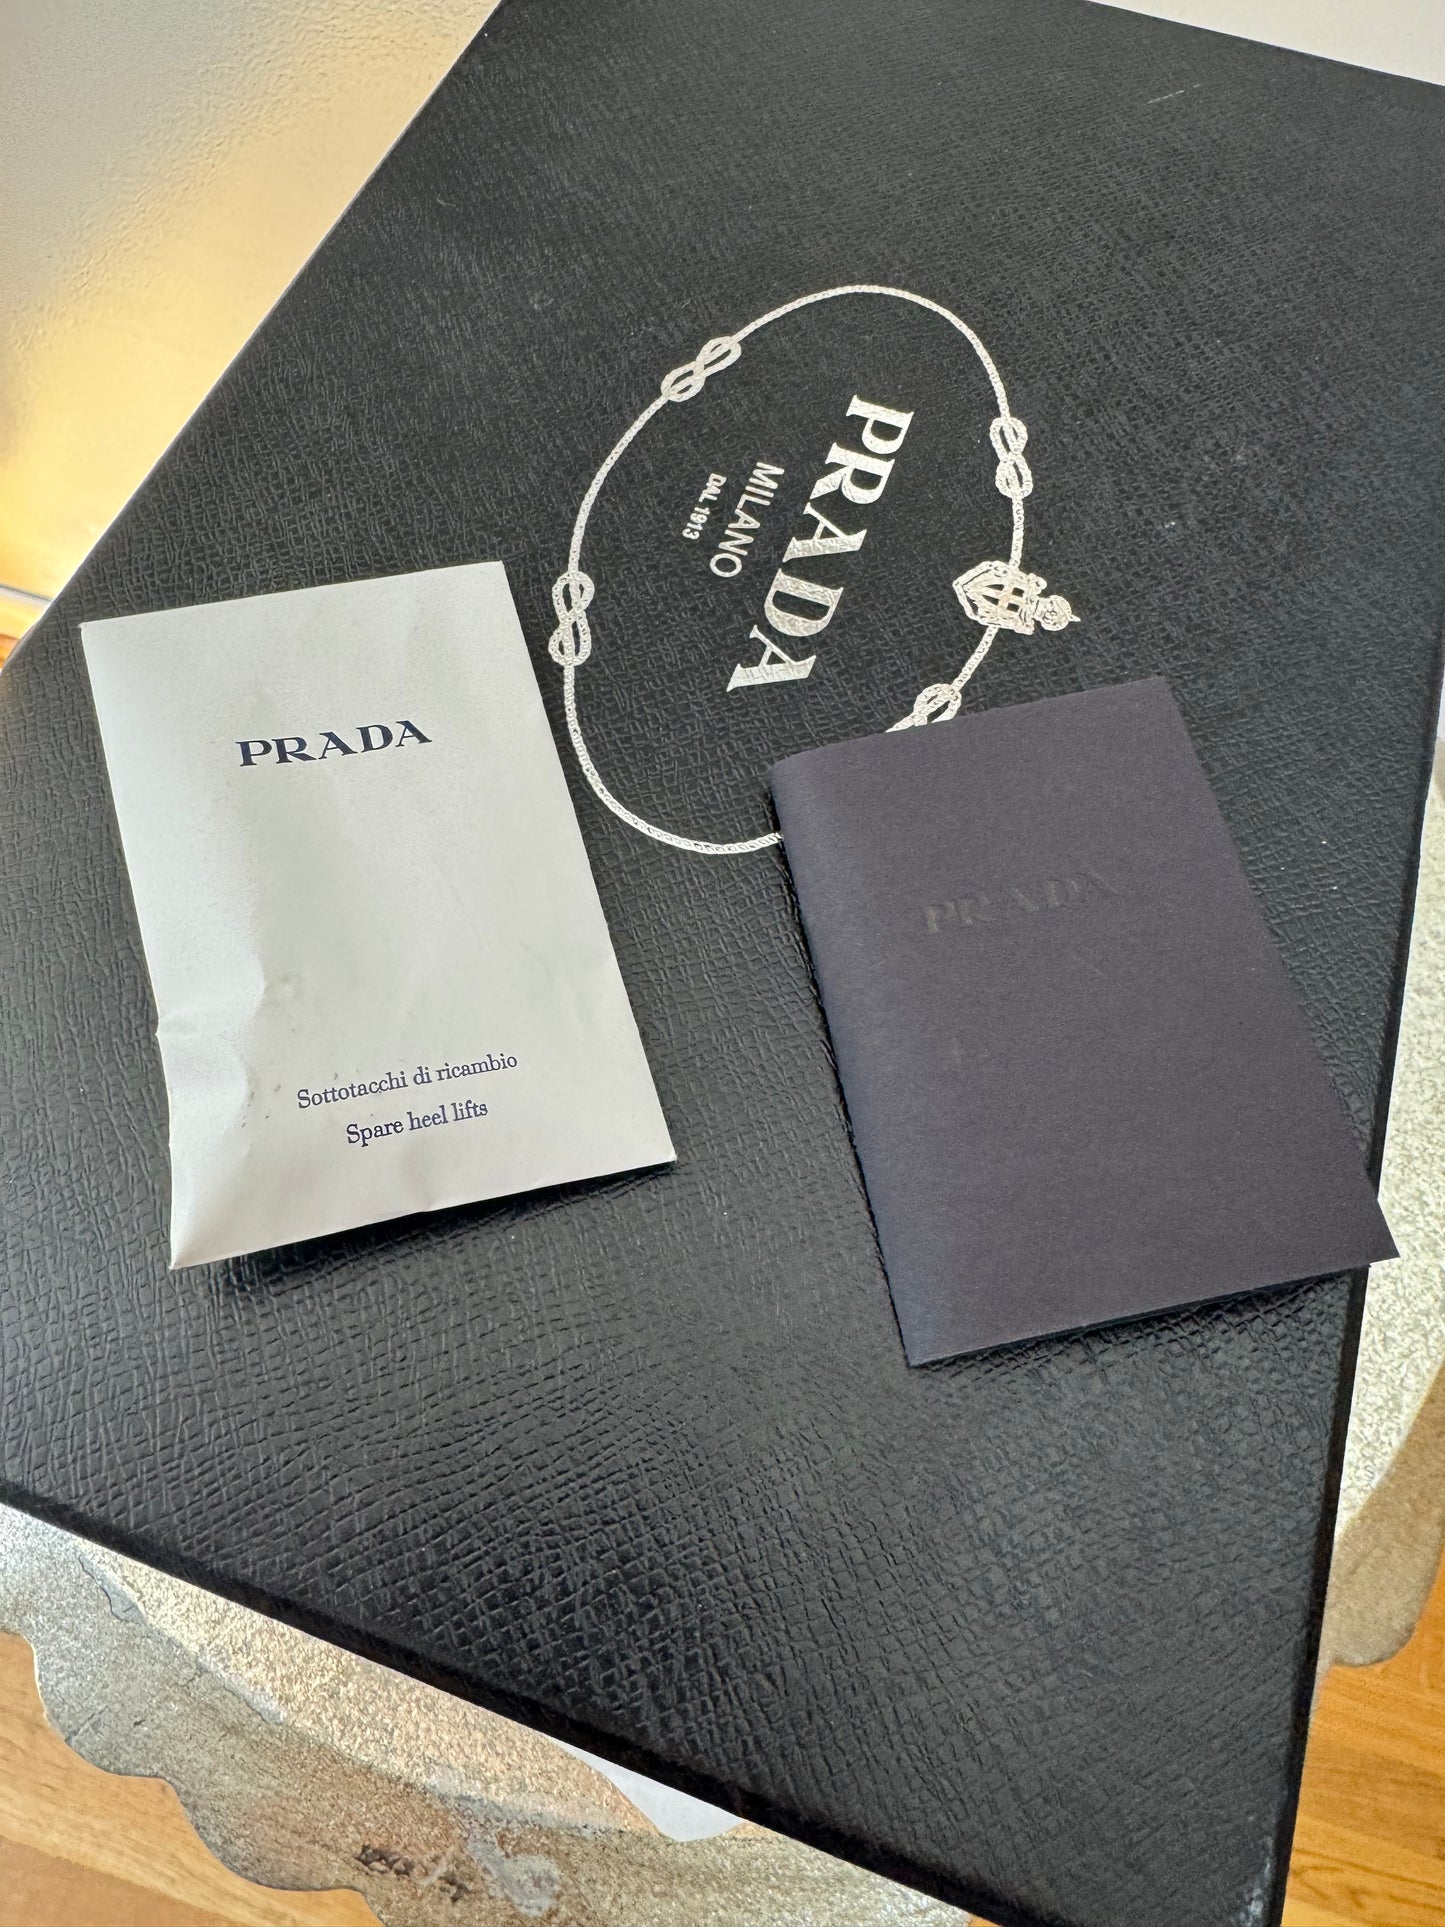 PRADA
MILANO
DAL 1913
PRADA
Sottotacchi di ricambio
Spare heel lifts
PRADA